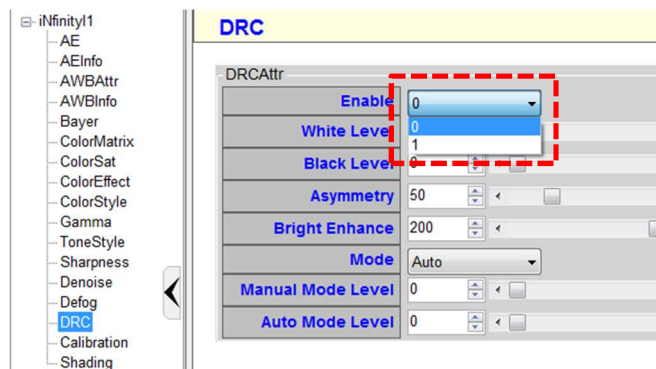 iNfinityI1
AE
AEInfo
AWBAttr
AWBInfo
Bayer
ColorMatrix
ColorSat
ColorEffect
ColorStyle
Gamma
ToneStyle
Sharpness
Denoise
Defog
DRC
Calibration
Shading
DRC
DRCAttr
Enable 0
0
1
White Level
Black Level 0
Asymmetry 50
Bright Enhance 200
Mode Auto
Manual Mode Level 0
Auto Mode Level 0